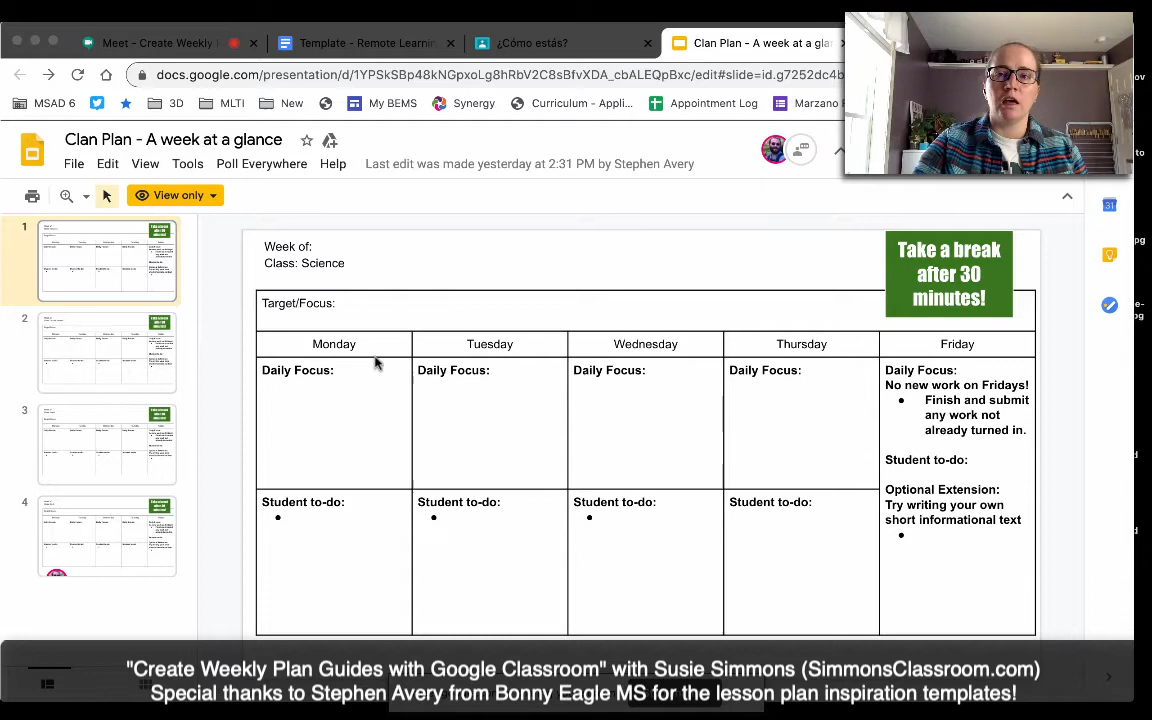 Meet - Create Weekly
Template - Remote Learnin
¿Cómo estás?
Clan Plan - A week at a glan
docs.google.com/presentation/d/1YPSkSBp48kNGpxoLg8hRbV2C8sBfvXDA_cbALEQpBxc/edit#slide=id.g7252dc4b
MSAD 6
3D
MLTI
New
My BEMS
Synergy
Curriculum - Appli...
Appointment Log
Marzano
Clan Plan - A week at a glance
File Edit View Tools Poll Everywhere Help
Last edit was made yesterday at 2:31 PM by Stephen Avery
View only
1
2
3
4
Week of:
Class: Science
Take a break
after 30
minutes!
Target/Focus:
Monday Tuesday Wednesday Thursday Friday
Daily Focus: Daily Focus: Daily Focus: Daily Focus: Daily Focus:
No new work on Fridays!
Finish and submit
any work not
already turned in.
Student to-do:
Optional Extension:
Try writing your own
short informational text
Student to-do: Student to-do: Student to-do: Student to-do:
"Create Weekly Plan Guides with Google Classroom" with Susie Simmons (SimmonsClassroom.com)
Special thanks to Stephen Avery from Bonny Eagle MS for the lesson plan inspiration templates!